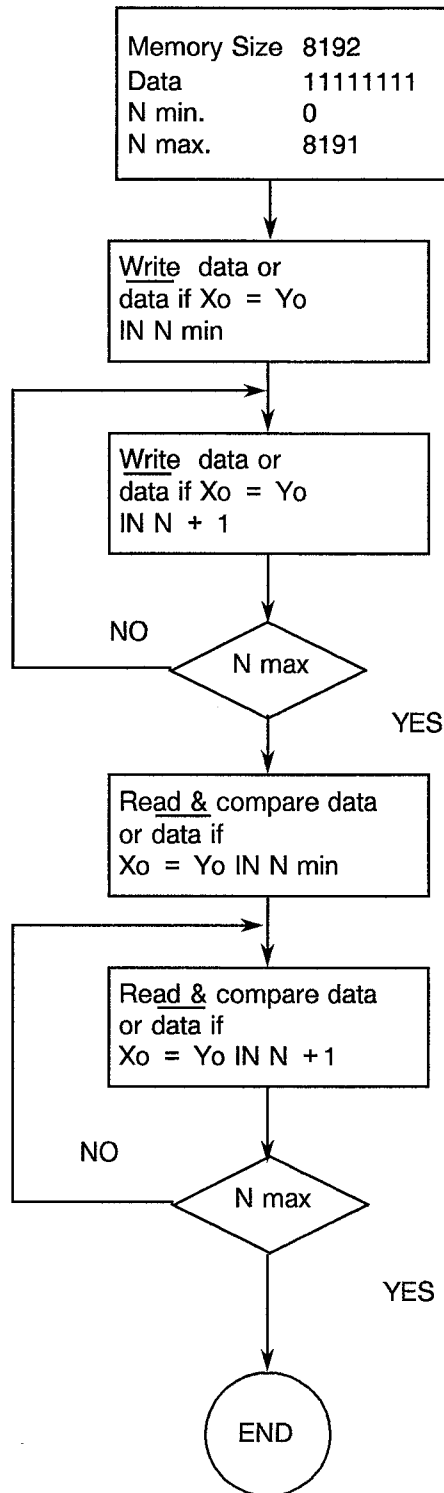 Memory Size 8192
Data 11111111
N min. 0
N max. 8191
Write data or
data if Xo = Yo
IN N min
Write data or
data if Xo = Yo
IN N + 1
NO
N max
YES
Read & compare data
or data if
Xo = Yo IN N min
Read & compare data
or data if
Xo = Yo IN N +1
NO
N max
YES
END